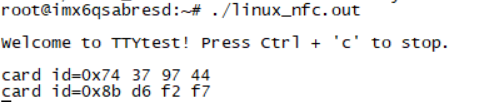 root@imx6qsabresd:~# ./linux_nfc.out
Welcome to TTYtest! Press Ctrl + 'c' to stop.
card id=0x74 37 97 44
card id=0x8b d6 f2 f7